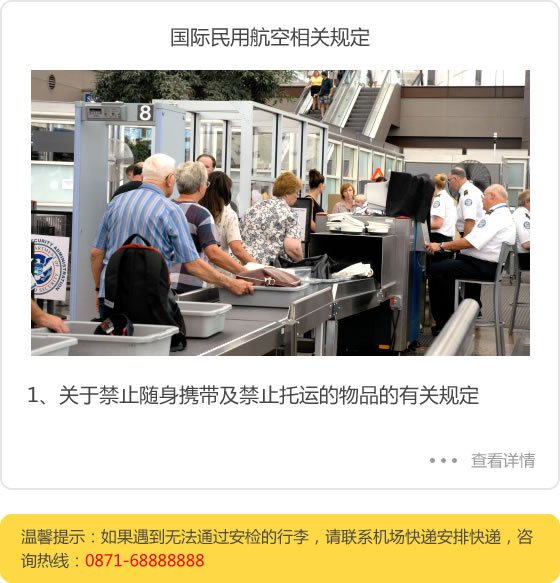 国际民用航空相关规定
8
SECURITY ADMINISTRATION
1、关于禁止随身携带及禁止托运的物品的有关规定
••• 查看详情
温馨提示：如果遇到无法通过安检的行李，请联系机场快递安排快递，咨
询热线：0871-68888888